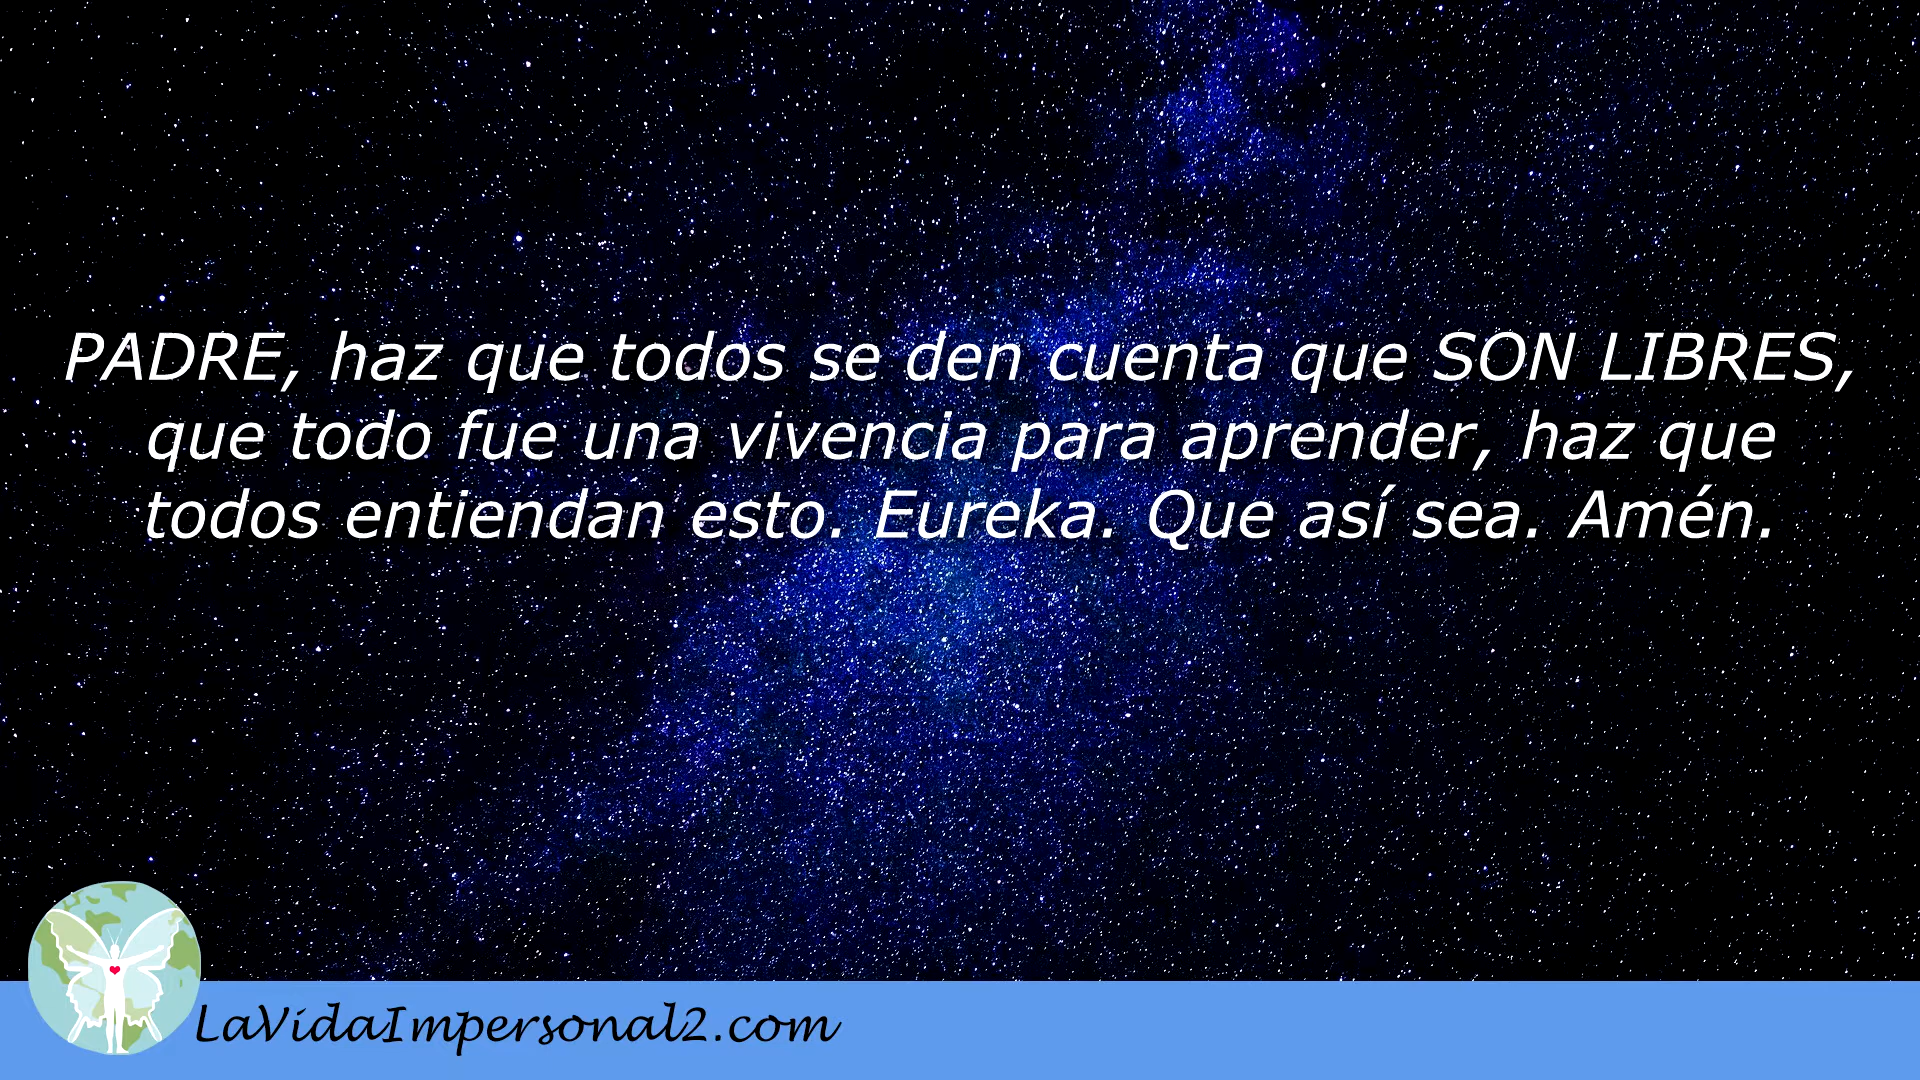 PADRE, haz que todos se den cuenta que SON LIBRES,
que todo fue una vivencia para aprender, haz que
todos entiendan esto. Eureka. Que así sea. Amén.
LaVidaImpersonal2.com